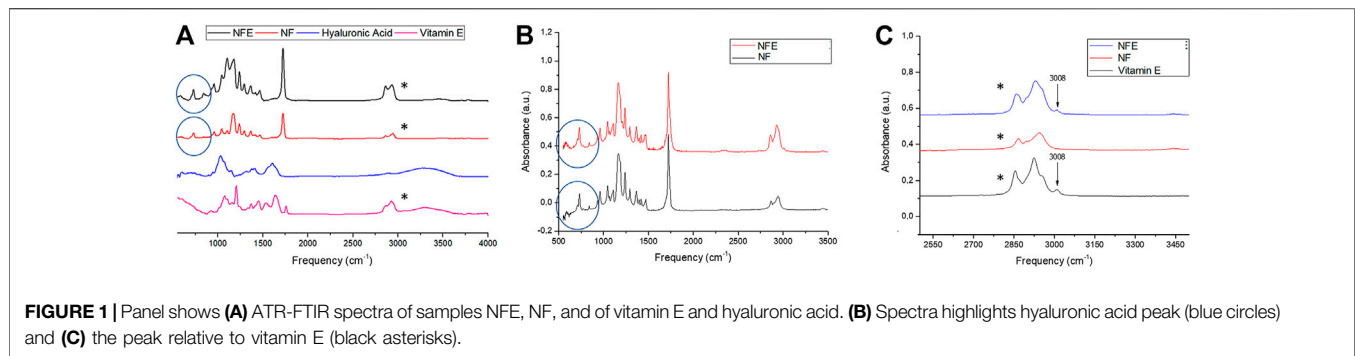 A
NFE NF Hyaluronic Acid Vitamin E
*
*
*
1000 1500 2000 2500 3000 3500 4000
Frequency (cm⁻¹)
B
NFE
NF
Absorbance (a.u.)
0,8
0,6
0,4
0,2
0,0
-0,2
500 1000 1500 2000 2500 3000 3500
Frequency (cm⁻¹)
C
NFE
NF
Vitamin E
Absorbance (a.u.)
1,0
0,8
0,6
0,4
0,2
0,0
* 3008
*
* 3008
2550 2700 2850 3000 3150 3300 3450
Frequency (cm⁻¹)
FIGURE 1 | Panel shows (A) ATR-FTIR spectra of samples NFE, NF, and of vitamin E and hyaluronic acid. (B) Spectra highlights hyaluronic acid peak (blue circles)
and (C) the peak relative to vitamin E (black asterisks).